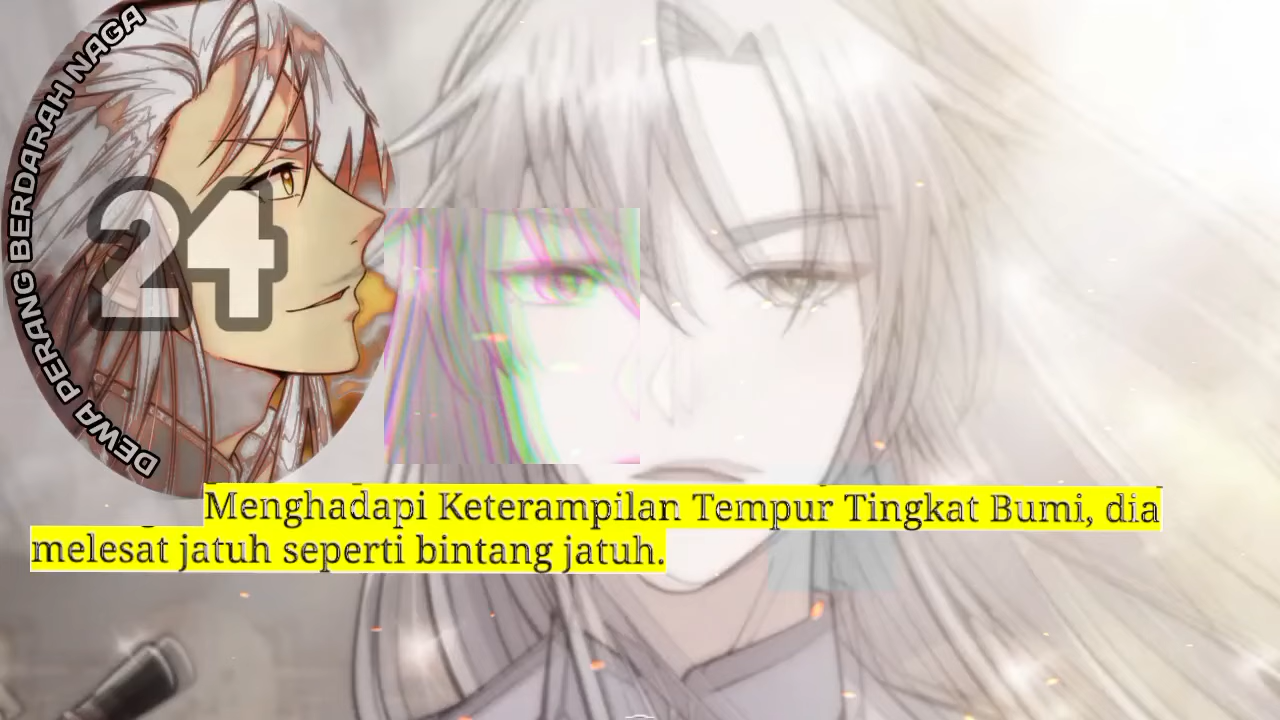 DEWA PERANG BERDARAH NAGA
24
Menghadapi Keterampilan Tempur Tingkat Bumi, dia
melesat jatuh seperti bintang jatuh.